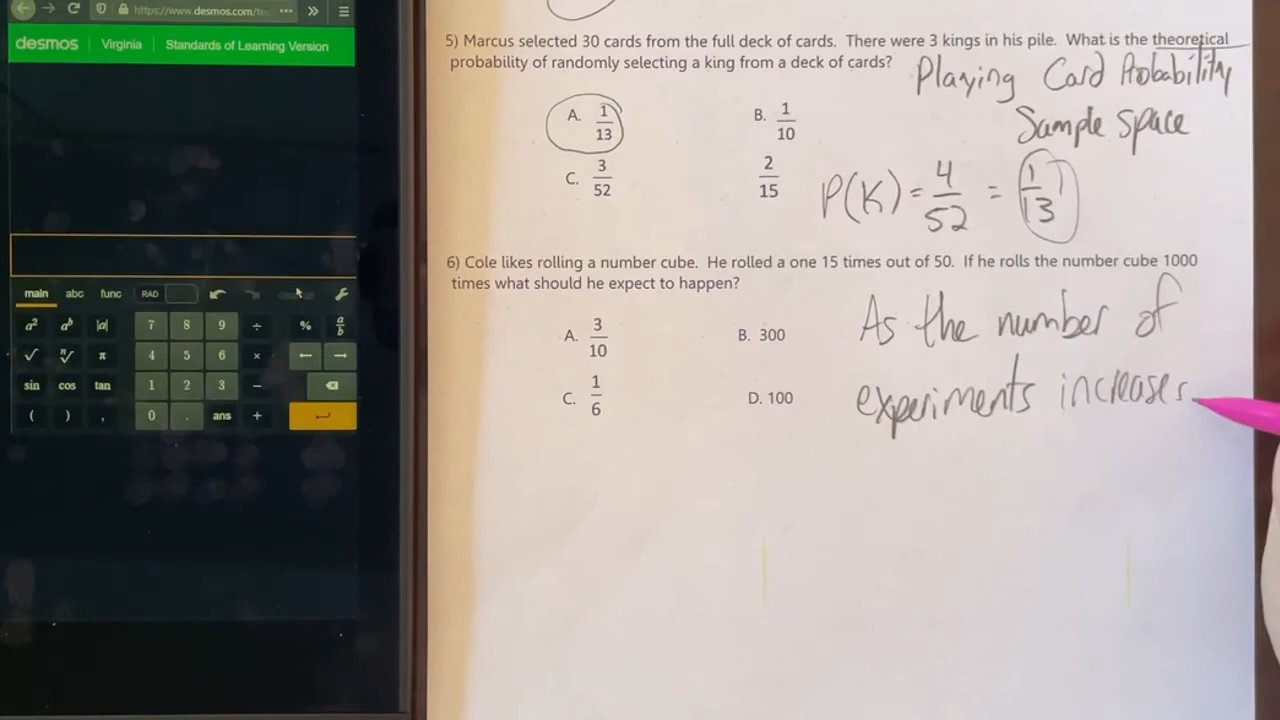 https://www.desmos.com/tes
desmos Virginia Standards of Learning Version
main abc func RAD
a² aᵇ |a| 7 8 9 ÷ % a/b
√ ⁿ√ π 4 5 6 × ← →
sin cos tan 1 2 3 −
( ) , 0 . ans +
5) Marcus selected 30 cards from the full deck of cards. There were 3 kings in his pile. What is the theoretical
probability of randomly selecting a king from a deck of cards?
Playing Card Probability
Sample space
A. 1/13 B. 1/10
C. 3/52 2/15
P(K) = 4/52 = 1/13
6) Cole likes rolling a number cube. He rolled a one 15 times out of 50. If he rolls the number cube 1000
times what should he expect to happen?
A. 3/10 B. 300
C. 1/6 D. 100
As the number of
experiments increases